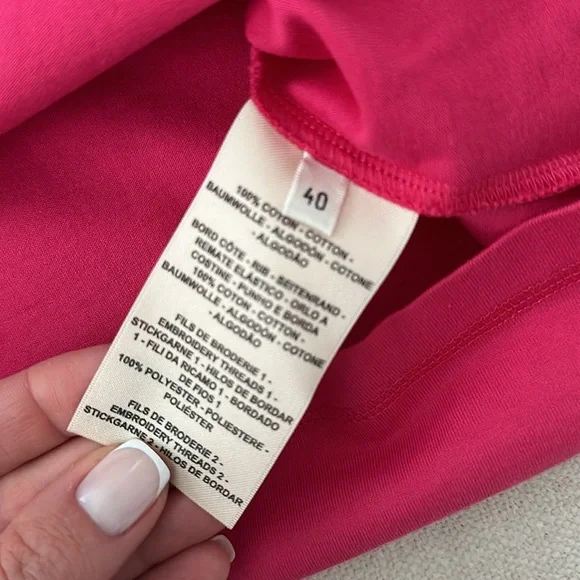 40
100% COTON - COTTON -
BAUMWOLLE - ALGODÓN - COTONE
- ALGODÃO
BORD CÔTE - RIB - SEITENRAND -
REMATE ELÁSTICO - ORLO A
COSTINE - PUNHO E BORDA
100% COTON - COTTON -
BAUMWOLLE - ALGODÓN - COTONE
- ALGODÃO
FILS DE BRODERIE 1 -
EMBROIDERY THREADS 1 -
STICKGARNE 1 - HILOS DE BORDAR
1 - FILI DA RICAMO 1 - BORDADO
DE FIOS 1
100% POLYESTER - POLIESTERE -
POLIÉSTER
FILS DE BRODERIE 2 -
EMBROIDERY THREADS 2 -
STICKGARNE 2 - HILOS DE BORDAR